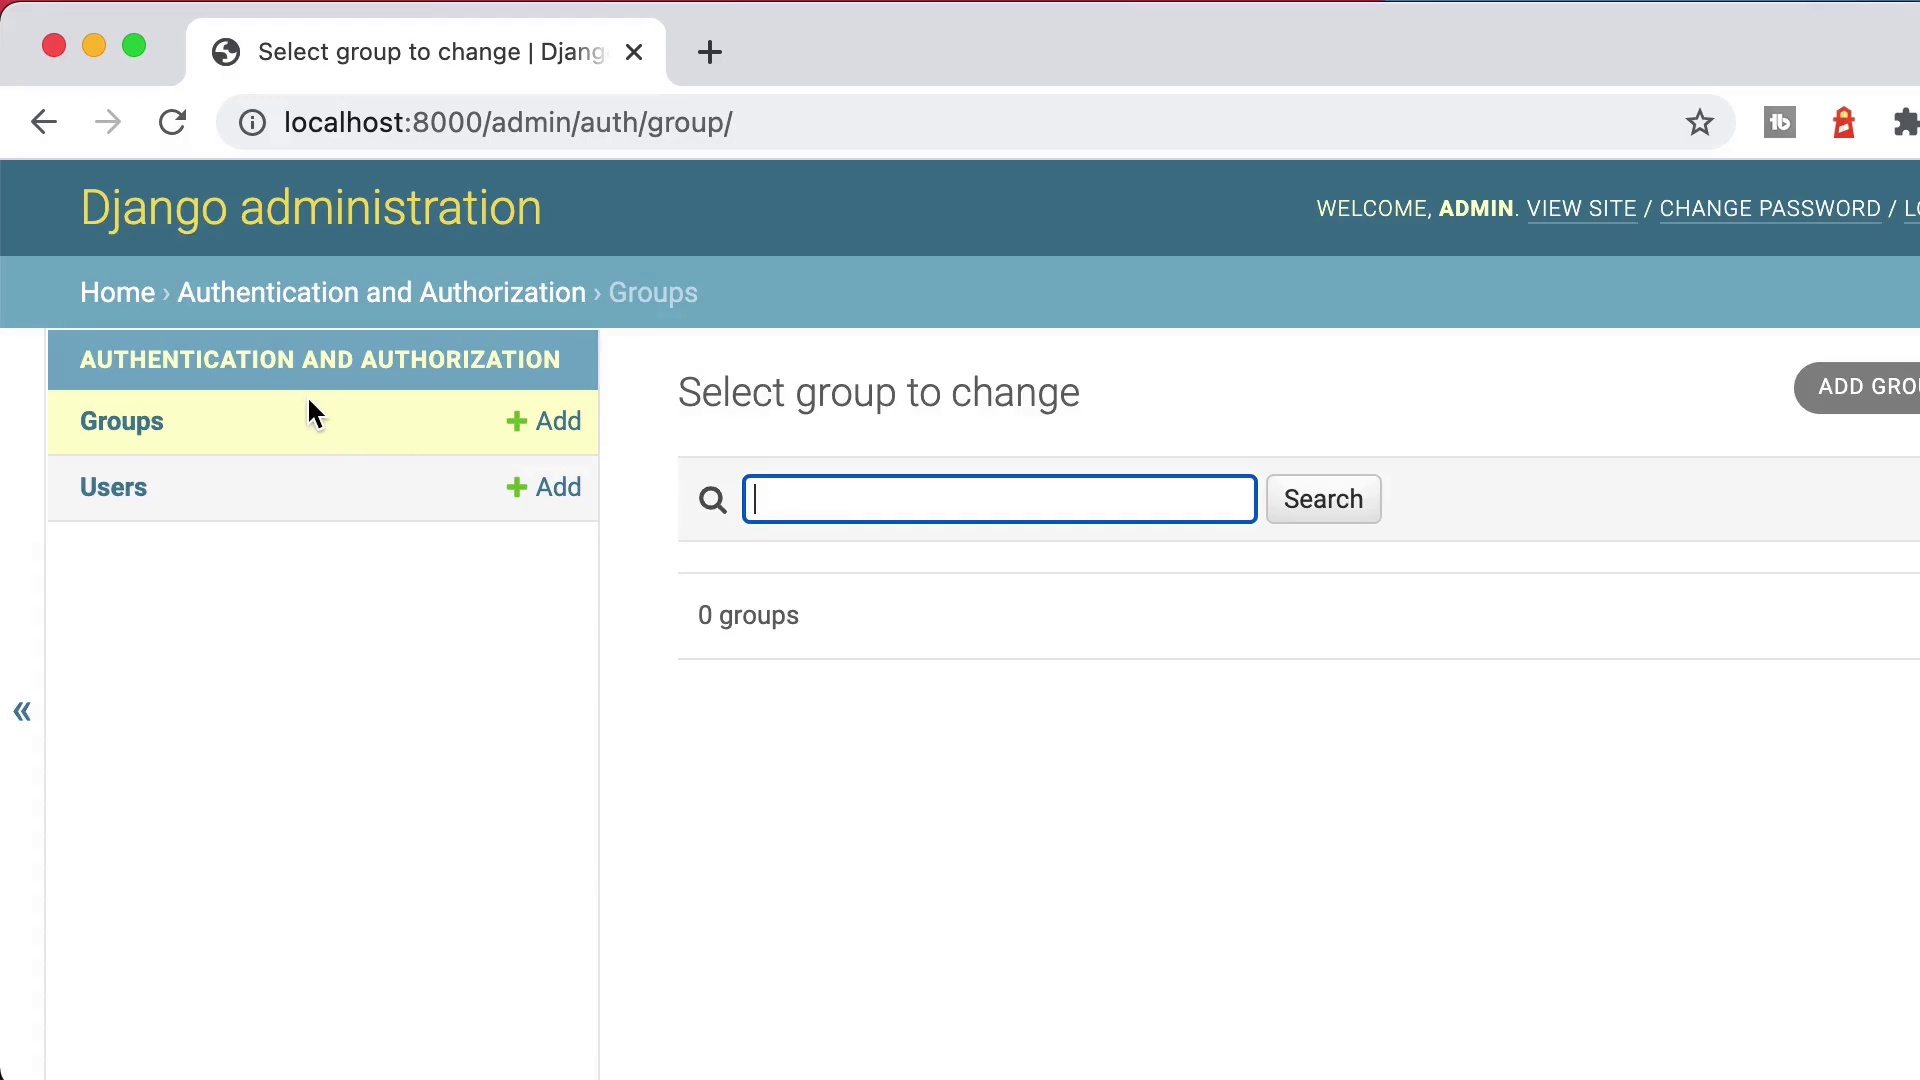 Select group to change | Djang
localhost:8000/admin/auth/group/
Django administration
WELCOME, ADMIN. VIEW SITE / CHANGE PASSWORD / LO
Home › Authentication and Authorization › Groups
AUTHENTICATION AND AUTHORIZATION
Groups + Add
Users + Add
Select group to change
ADD GROU
Search
0 groups
«